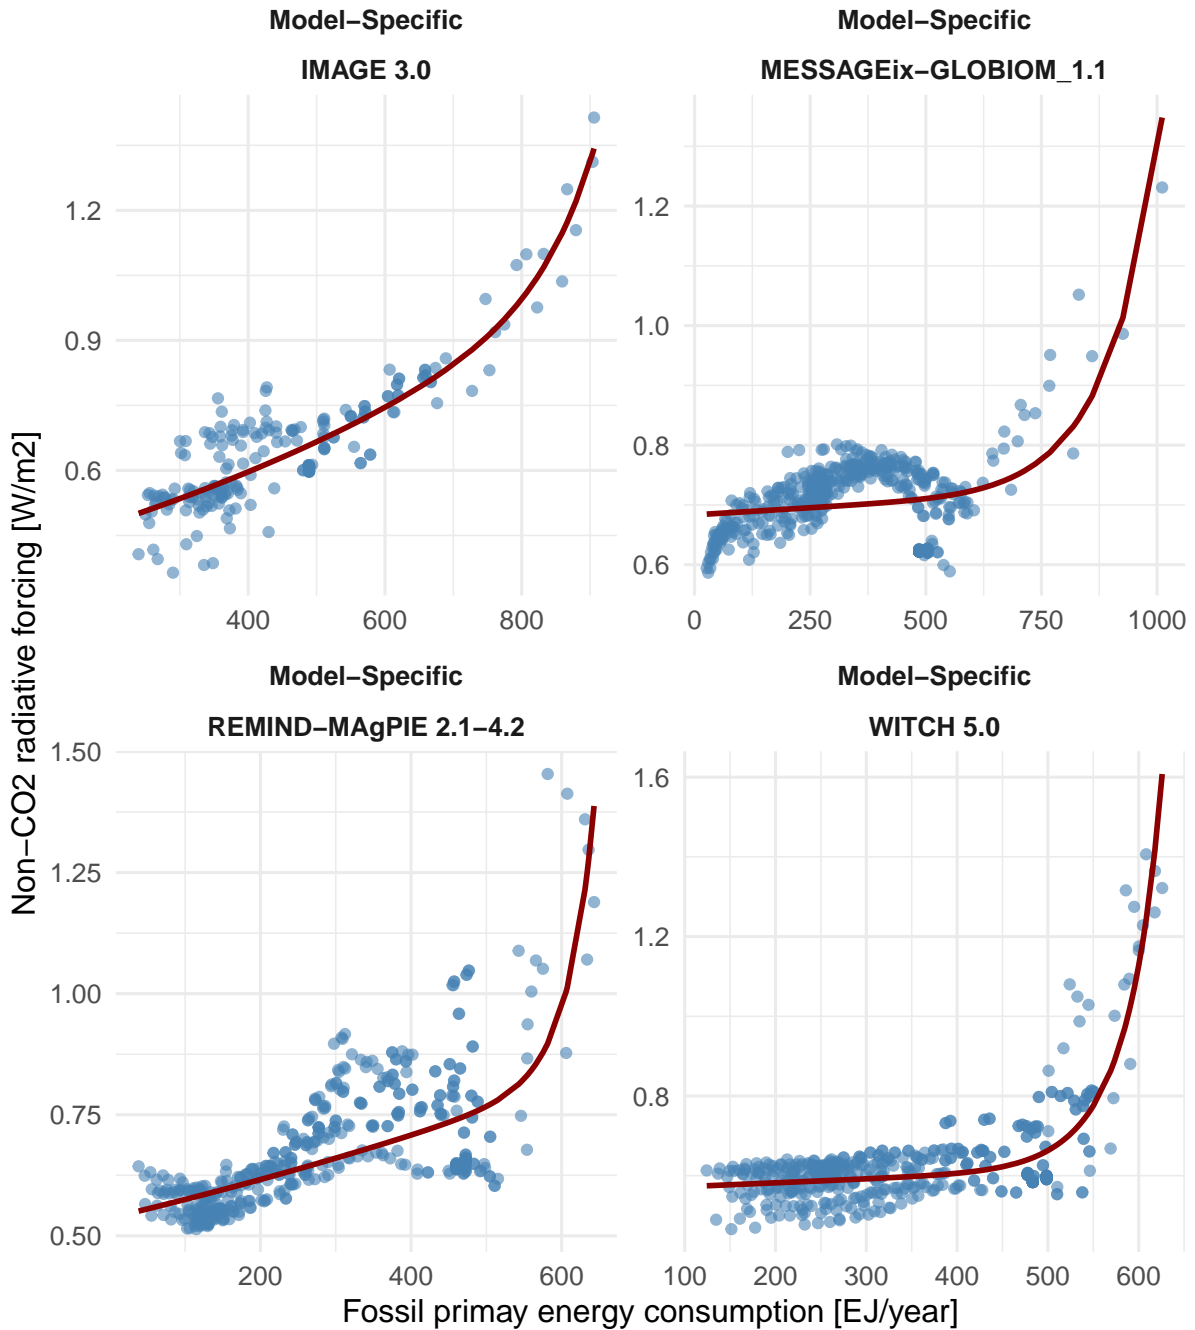 Model−Specific
IMAGE 3.0
1.2
0.9
0.6
400 600 800
Model−Specific
MESSAGEix−GLOBIOM_1.1
1.2
1.0
0.8
0.6
0 250 500 750 1000
Non−CO2 radiative forcing [W/m2]
Model−Specific
REMIND−MAgPIE 2.1−4.2
1.50
1.25
1.00
0.75
0.50
200 400 600
Model−Specific
WITCH 5.0
1.6
1.2
0.8
100 200 300 400 500 600
Fossil primay energy consumption [EJ/year]